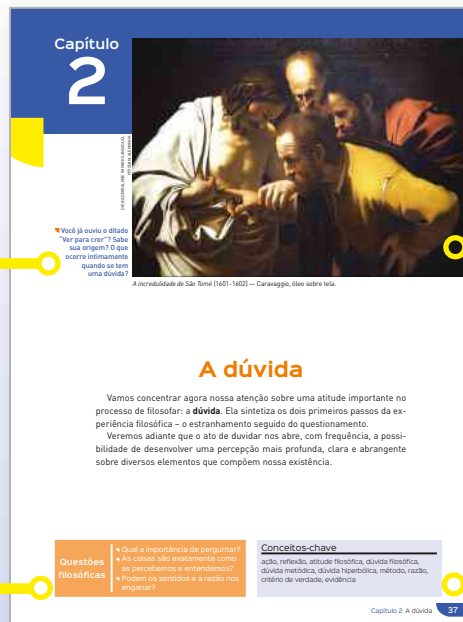 Capítulo
2
Você já ouviu o ditado
"Ver para crer"? Sabe
sua origem? O que
ocorre intimamente
quando se tem
uma dúvida?
A incredulidade de São Tomé (1601-1602) — Caravaggio, óleo sobre tela.
A dúvida
Vamos concentrar agora nossa atenção sobre uma atitude importante no
processo de filosofar: a dúvida. Ela sintetiza os dois primeiros passos da ex-
periência filosófica – o estranhamento seguido do questionamento.
Veremos adiante que o ato de duvidar nos abre, com frequência, a possi-
bilidade de desenvolver uma percepção mais profunda, clara e abrangente
sobre diversos elementos que compõem nossa existência.
Questões
filosóficas
Qual a importância de perguntar?
As coisas são exatamente como
as percebemos e entendemos?
Podem os sentidos e a razão nos
enganar?
Conceitos-chave
ação, reflexão, atitude filosófica, dúvida filosófica,
dúvida metódica, dúvida hiperbólica, método, razão,
critério de verdade, evidência
Capítulo 2 A dúvida 37